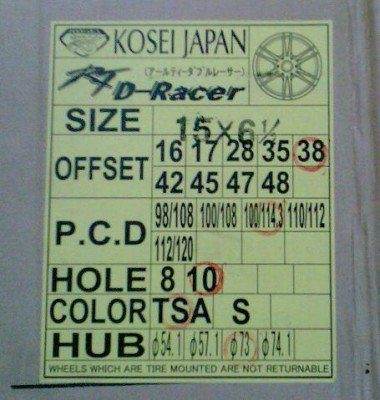 KOSEI JAPAN
(アールティーダブルレーサー)
RT D-Racer
SIZE 15×6½
OFFSET 16 17 28 35 38
42 45 47 48
P.C.D 98/108 100/108 100/114.3 110/112
112/120
HOLE 8 10
COLOR TSA S
HUB φ54.1 φ57.1 φ73 φ74.1
WHEELS WHICH ARE TIRE MOUNTED ARE NOT RETURNABLE